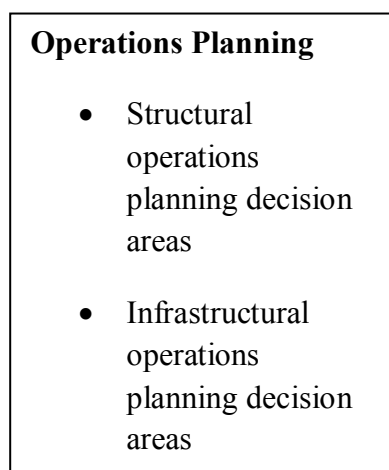 Operations Planning
• Structural
operations
planning decision
areas
• Infrastructural
operations
planning decision
areas